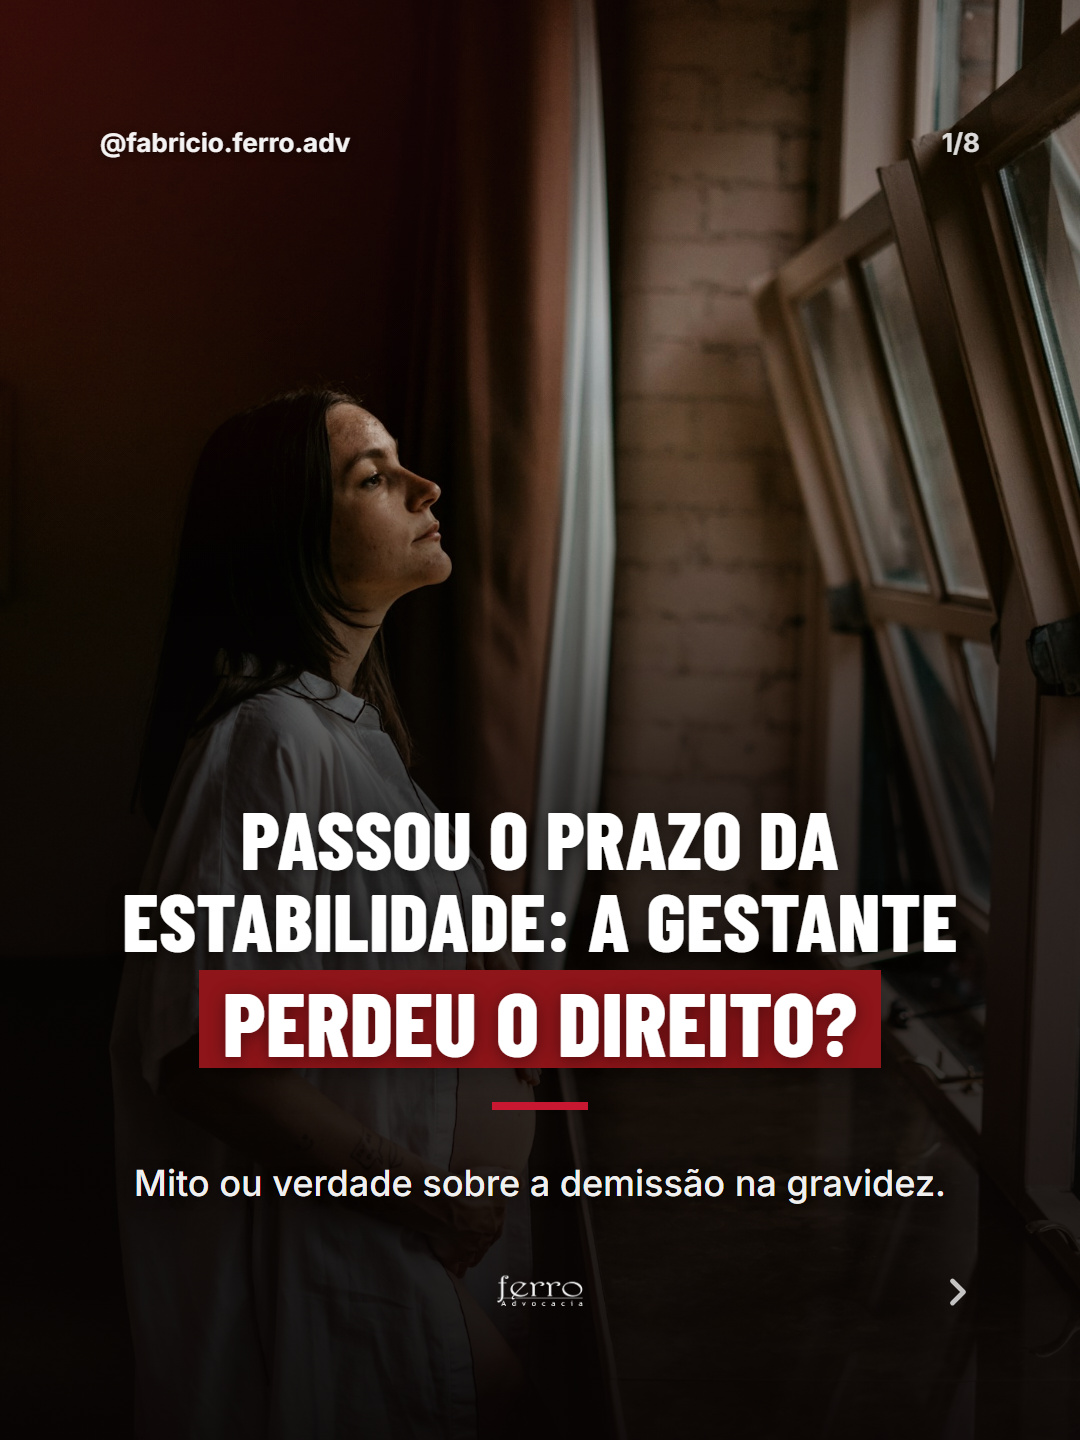 @fabricio.ferro.adv
1/8
PASSOU O PRAZO DA
ESTABILIDADE: A GESTANTE
PERDEU O DIREITO?
Mito ou verdade sobre a demissão na gravidez.
ferro
Advocacia